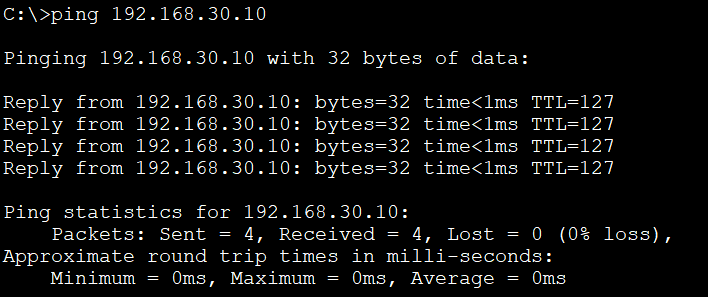 C:\>ping 192.168.30.10
Pinging 192.168.30.10 with 32 bytes of data:
Reply from 192.168.30.10: bytes=32 time<1ms TTL=127
Reply from 192.168.30.10: bytes=32 time<1ms TTL=127
Reply from 192.168.30.10: bytes=32 time<1ms TTL=127
Reply from 192.168.30.10: bytes=32 time<1ms TTL=127
Ping statistics for 192.168.30.10:
    Packets: Sent = 4, Received = 4, Lost = 0 (0% loss),
Approximate round trip times in milli-seconds:
    Minimum = 0ms, Maximum = 0ms, Average = 0ms